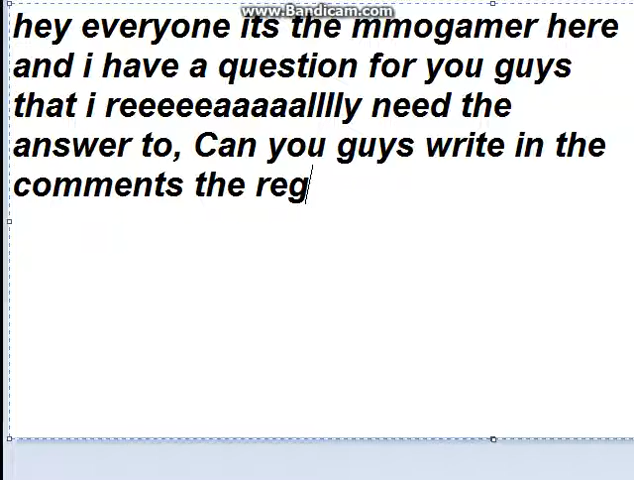 www.Bandicam.com
hey everyone its the mmogamer here
and i have a question for you guys
that i reeeeeaaaaalllly need the
answer to, Can you guys write in the
comments the reg